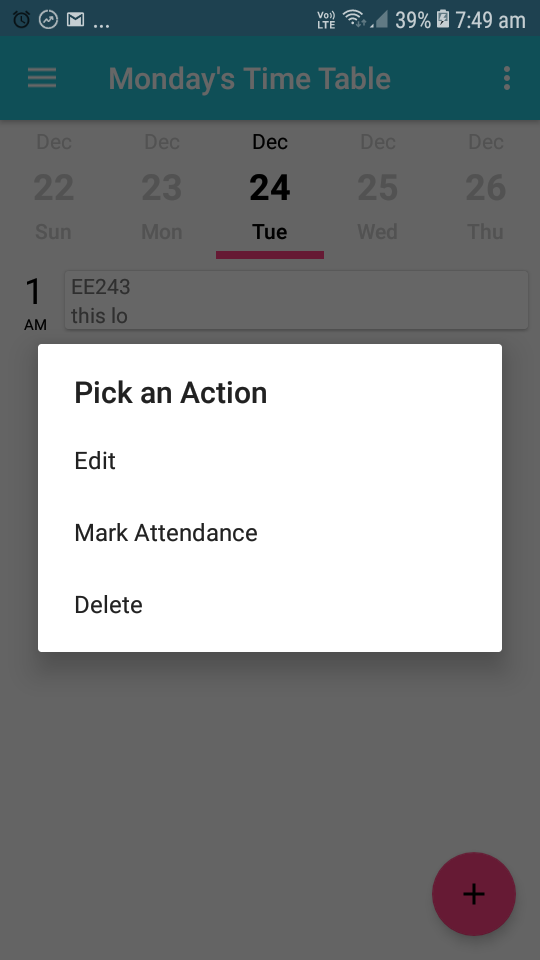 ... Vo)) LTE 39% 7:49 am
Monday's Time Table
Dec Dec Dec Dec Dec
22 23 24 25 26
Sun Mon Tue Wed Thu
1 EE243
AM this lo
Pick an Action
Edit
Mark Attendance
Delete
+